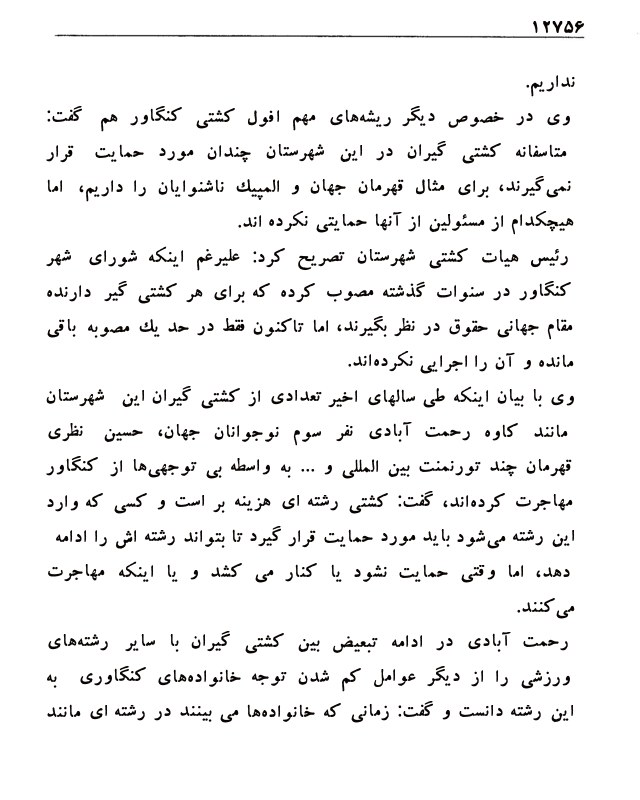 ۱۲۷۵۶
نداریم.
وی در خصوص دیگر ریشه‌های مهم افول کشتی کنگاور هم گفت:
متاسفانه کشتی گیران در این شهرستان چندان مورد حمایت قرار
نمی‌گیرند، برای مثال قهرمان جهان و المپیك ناشنوایان را داریم، اما
هیچکدام از مسئولین از آنها حمایتی نکرده اند.
رئیس هیات کشتی شهرستان تصریح کرد: علیرغم اینکه شورای شهر
کنگاور در سنوات گذشته مصوب کرده که برای هر کشتی گیر دارنده
مقام جهانی حقوق در نظر بگیرند، اما تاکنون فقط در حد یك مصوبه باقی
مانده و آن را اجرایی نکرده‌اند.
وی با بیان اینکه طی سالهای اخیر تعدادی از کشتی گیران این شهرستان
مانند کاوه رحمت آبادی نفر سوم نوجوانان جهان، حسین نظری
قهرمان چند تورنمنت بین المللی و ... به واسطه بی توجهی‌ها از کنگاور
مهاجرت کرده‌اند، گفت: کشتی رشته ای هزینه بر است و کسی که وارد
این رشته می‌شود باید مورد حمایت قرار گیرد تا بتواند رشته اش را ادامه
دهد، اما وقتی حمایت نشود یا کنار می کشد و یا اینکه مهاجرت
می‌کنند.
رحمت آبادی در ادامه تبعیض بین کشتی گیران با سایر رشته‌های
ورزشی را از دیگر عوامل کم شدن توجه خانواده‌های کنگاوری به
این رشته دانست و گفت: زمانی که خانواده‌ها می بینند در رشته ای مانند